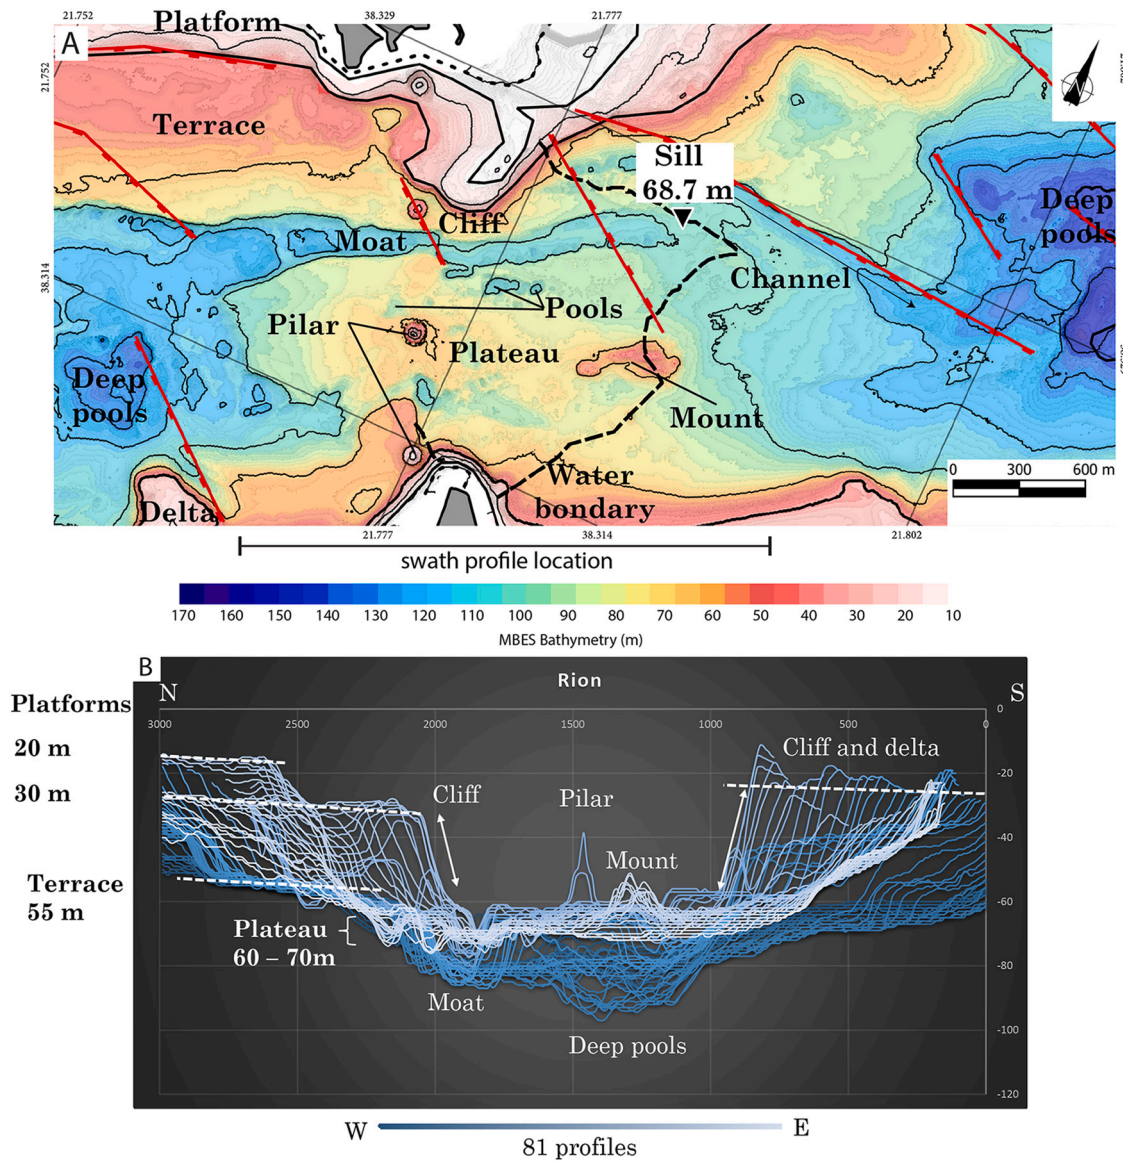 21.752
38.329
21.777
Platform
A
21.752
21.802
Terrace
Sill
68.7 m
Cliff
Moat
Deep
pools
Channel
38.314
Pools
Pilar
Plateau
Deep
pools
Mount
Water
bondary
Delta
0 300 600 m
21.777
38.314
21.802
swath profile location
170 160 150 140 130 120 110 100 90 80 70 60 50 40 30 20 10
MBES Bathymetry (m)
B
N
Rion
S
Platforms
3000 2500 2000 1500 1000 500 0
0
20 m
Cliff and delta
-20
30 m
Cliff
Pilar
-40
Mount
Terrace
55 m
-60
Plateau
60 – 70m
-80
Moat
-100
Deep pools
-120
W
E
81 profiles